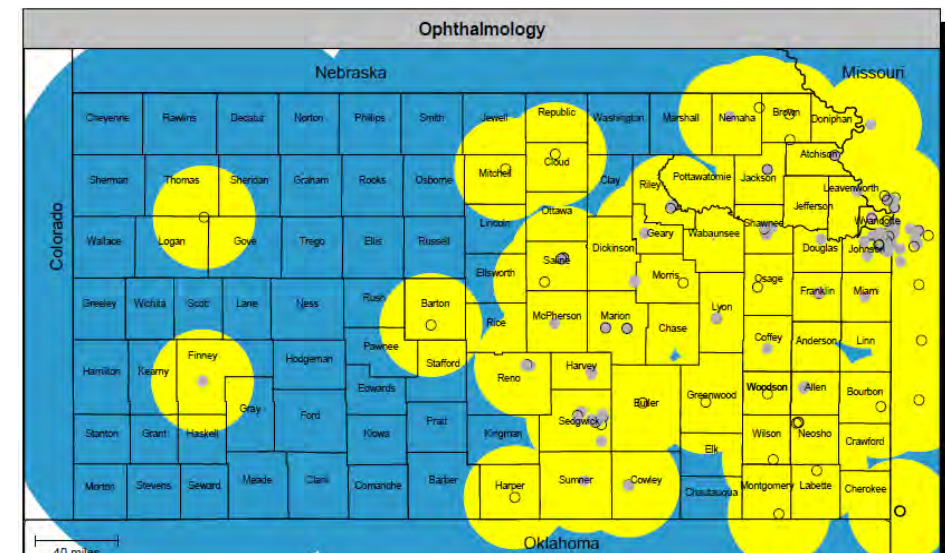 Ophthalmology
Nebraska Missouri
Colorado
Cheyenne Rawlins Decatur Norton Phillips Smith Jewell Republic Washington Marshall Nemaha Brown Doniphan
Atchison
Sherman Thomas Sheridan Graham Rooks Osborne Mitchell Cloud Clay Riley Pottawatomie Jackson
Leavenworth
Jefferson
Ottawa
Wyandotte
Wallace Logan Gove Trego Ellis Russell Lincoln Dickinson Geary Wabaunsee Shawnee Douglas Johnson
Ellsworth Saline Morris Osage
Greeley Wichita Scott Lane Ness Rush Barton Rice McPherson Marion Chase Lyon Franklin Miami
Pawnee Coffey Anderson Linn
Hamilton Kearny Finney Hodgeman Stafford Reno Harvey
Edwards
Gray Ford Butler Greenwood Woodson Allen Bourbon
Stanton Grant Haskell Kiowa Pratt Kingman Sedgwick Wilson Neosho Crawford
Elk
Morton Stevens Seward Meade Clark Comanche Barber Harper Sumner Cowley Chautauqua Montgomery Labette Cherokee
40 miles
Oklahoma